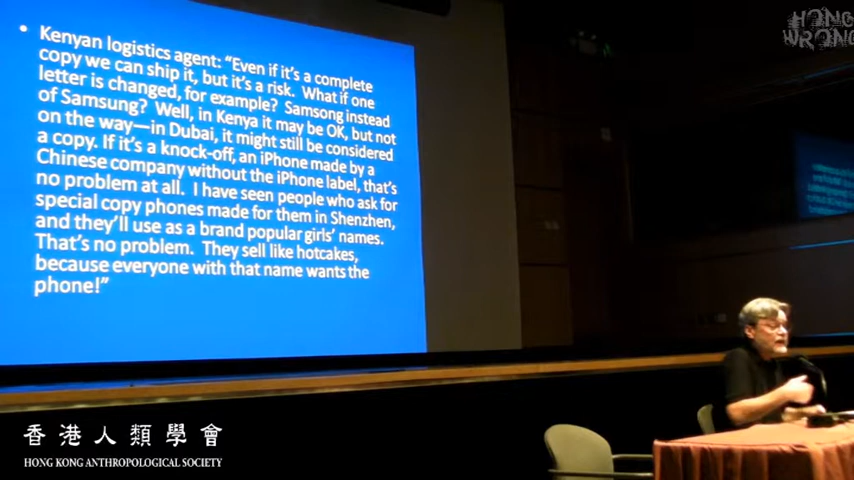 HONG
WRONG
• Kenyan logistics agent: “Even if it’s a complete
copy we can ship it, but it’s a risk.  What if one
letter is changed, for example?  Samsong instead
of Samsung?  Well, in Kenya it may be OK, but not
on the way—in Dubai, it might still be considered
a copy. If it’s a knock-off, an iPhone made by a
Chinese company without the iPhone label, that’s
no problem at all.  I have seen people who ask for
special copy phones made for them in Shenzhen,
and they’ll use as a brand popular girls’ names.
That’s no problem.  They sell like hotcakes,
because everyone with that name wants the
phone!”
香港人類學會
HONG KONG ANTHROPOLOGICAL SOCIETY